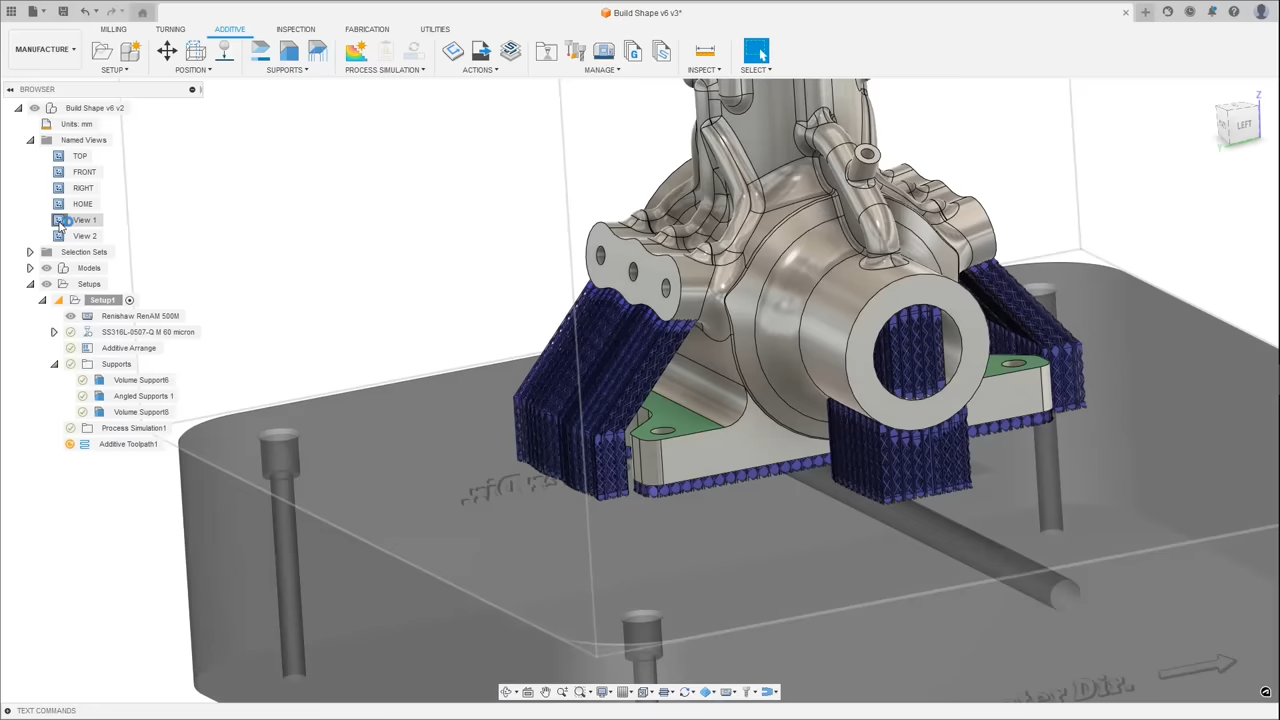 Build Shape v6 v3*
MILLING TURNING ADDITIVE INSPECTION FABRICATION UTILITIES
MANUFACTURE
SETUP POSITION SUPPORTS PROCESS SIMULATION ACTIONS MANAGE INSPECT SELECT
BROWSER
Build Shape v6 v2
Units: mm
Named Views
TOP
FRONT
RIGHT
HOME
View 1
View 2
Selection Sets
Models
Setups
Setup1
Renishaw RenAM 500M
SS316L-0507-Q M 60 micron
Additive Arrange
Supports
Volume Support6
Angled Supports 1
Volume Support8
Process Simulation1
Additive Toolpath1
Z
LEFT
Y
Dir.
Dir.
TEXT COMMANDS